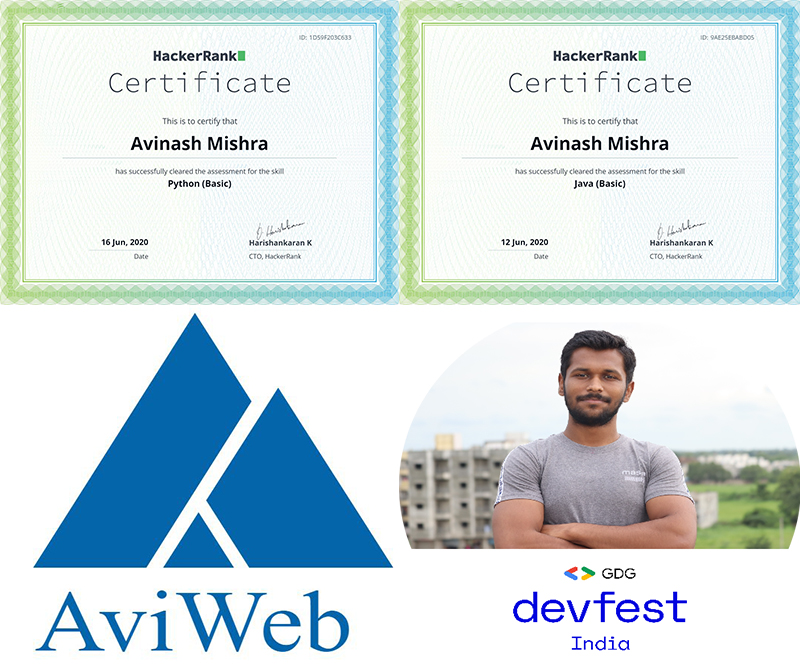 ID: 1D59F203C633
HackerRank
Certificate
This is to certify that
Avinash Mishra
has successfully cleared the assessment for the skill
Python (Basic)
16 Jun, 2020
Date
Harishankaran K
CTO, HackerRank
ID: 9AE25EBABD05
HackerRank
Certificate
This is to certify that
Avinash Mishra
has successfully cleared the assessment for the skill
Java (Basic)
12 Jun, 2020
Date
Harishankaran K
CTO, HackerRank
AviWeb
GDG
devfest
India